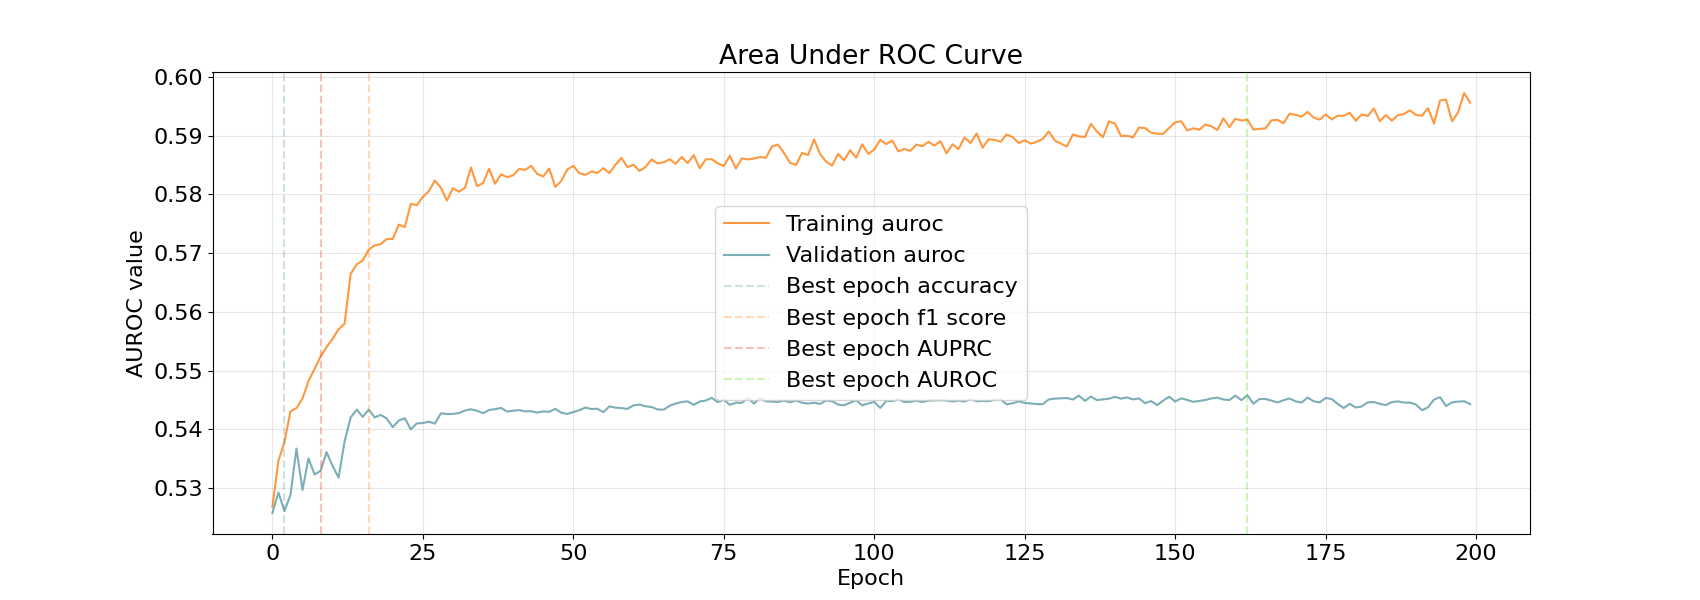 Area Under ROC Curve
AUROC value
0.60
0.59
0.58
0.57
0.56
0.55
0.54
0.53
Training auroc
Validation auroc
Best epoch accuracy
Best epoch f1 score
Best epoch AUPRC
Best epoch AUROC
0 25 50 75 100 125 150 175 200
Epoch